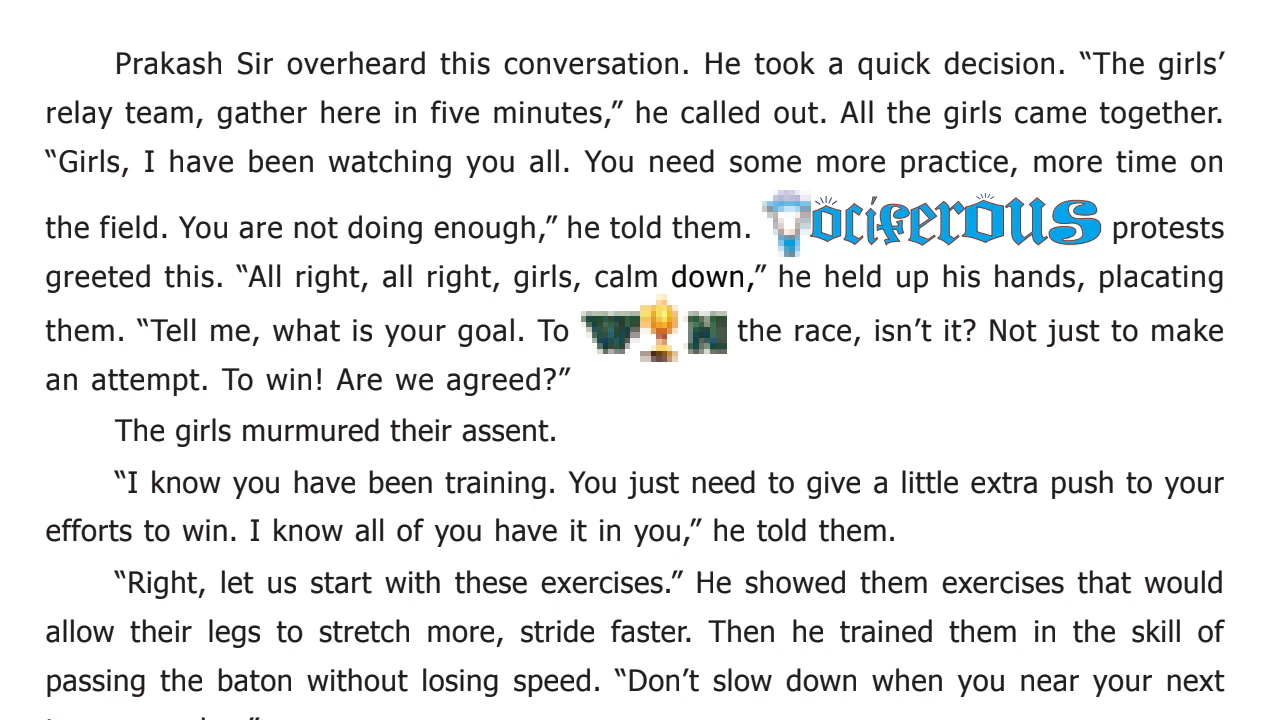 Prakash Sir overheard this conversation. He took a quick decision. “The girls’
relay team, gather here in five minutes,” he called out. All the girls came together.
“Girls, I have been watching you all. You need some more practice, more time on
the field. You are not doing enough,” he told them. Vociferous protests
greeted this. “All right, all right, girls, calm down,” he held up his hands, placating
them. “Tell me, what is your goal. To WIN the race, isn’t it? Not just to make
an attempt. To win! Are we agreed?”
The girls murmured their assent.
“I know you have been training. You just need to give a little extra push to your
efforts to win. I know all of you have it in you,” he told them.
“Right, let us start with these exercises.” He showed them exercises that would
allow their legs to stretch more, stride faster. Then he trained them in the skill of
passing the baton without losing speed. “Don’t slow down when you near your next